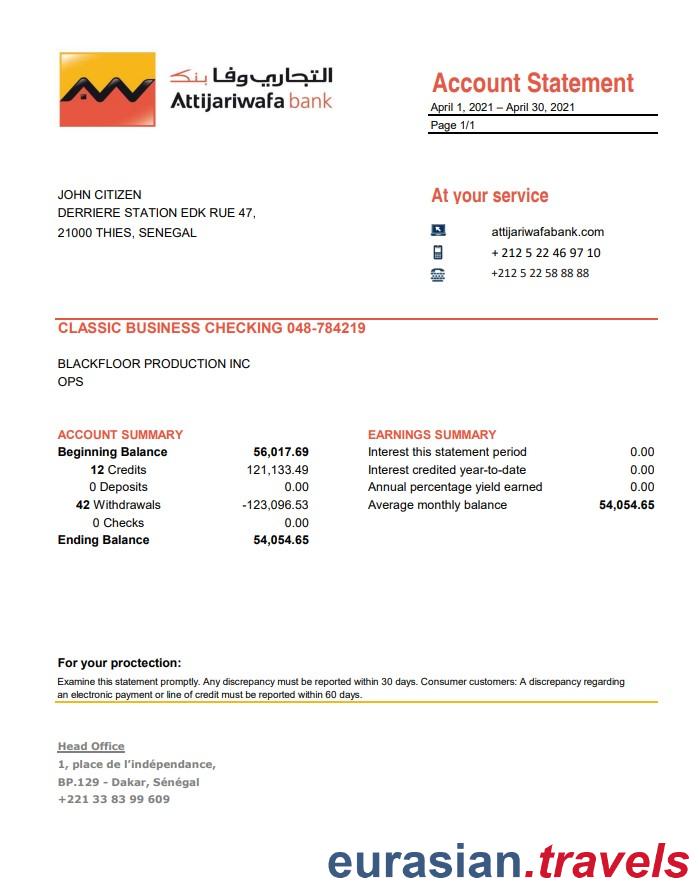 التجاري وفا بنك
Attijariwafa bank
Account Statement
April 1, 2021 – April 30, 2021
Page 1/1
JOHN CITIZEN
DERRIERE STATION EDK RUE 47,
21000 THIES, SENEGAL
At your service
attijariwafabank.com
+ 212 5 22 46 97 10
+212 5 22 58 88 88
CLASSIC BUSINESS CHECKING 048-784219
BLACKFLOOR PRODUCTION INC
OPS
ACCOUNT SUMMARY
Beginning Balance 56,017.69
12 Credits 121,133.49
0 Deposits 0.00
42 Withdrawals -123,096.53
0 Checks 0.00
Ending Balance 54,054.65
EARNINGS SUMMARY
Interest this statement period 0.00
Interest credited year-to-date 0.00
Annual percentage yield earned 0.00
Average monthly balance 54,054.65
For your proctection:
Examine this statement promptly. Any discrepancy must be reported within 30 days. Consumer customers: A discrepancy regarding
an electronic payment or line of credit must be reported within 60 days.
Head Office
1, place de l’indépendance,
BP.129 - Dakar, Sénégal
+221 33 83 99 609
eurasian.travels